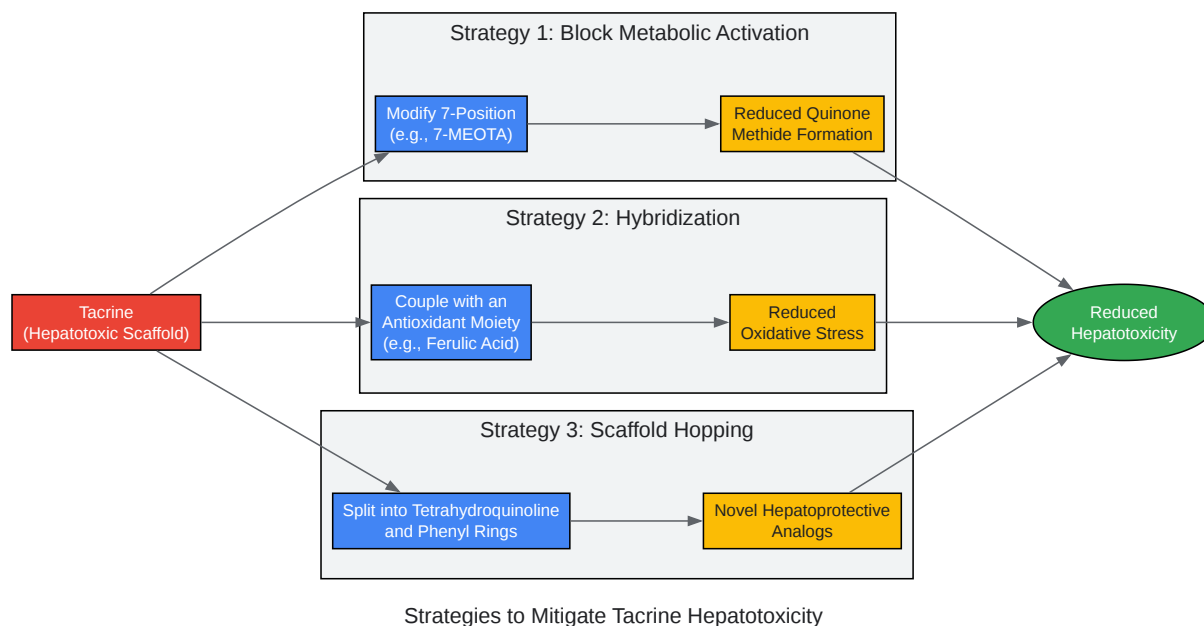 Strategy 1: Block Metabolic Activation
Modify 7-Position
(e.g., 7-MEOTA)
Reduced Quinone
Methide Formation
Strategy 2: Hybridization
Tacrine
(Hepatotoxic Scaffold)
Couple with an
Antioxidant Moiety
(e.g., Ferulic Acid)
Reduced
Oxidative Stress
Reduced
Hepatotoxicity
Strategy 3: Scaffold Hopping
Split into Tetrahydroquinoline
and Phenyl Rings
Novel Hepatoprotective
Analogs
Strategies to Mitigate Tacrine Hepatotoxicity